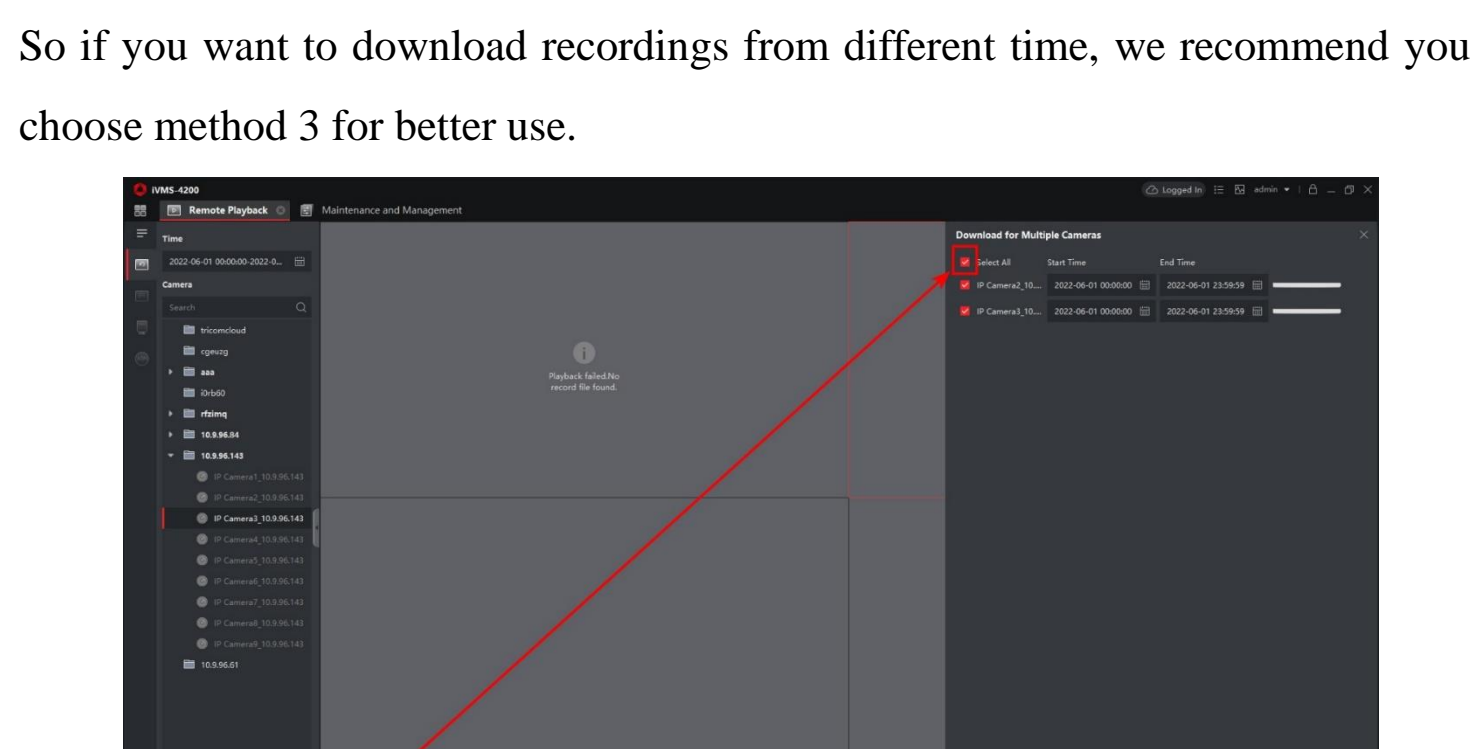 So if you want to download recordings from different time, we recommend you
choose method 3 for better use.
iVMS-4200
Logged In
admin
Remote Playback
Maintenance and Management
Time
2022-06-01 00:00:00-2022-0...
Camera
Search
tricomcloud
cgeuzg
aaa
i0rb60
rfzimq
10.9.96.84
10.9.96.143
IP Camera1_10.9.96.143
IP Camera2_10.9.96.143
IP Camera3_10.9.96.143
IP Camera4_10.9.96.143
IP Camera5_10.9.96.143
IP Camera6_10.9.96.143
IP Camera7_10.9.96.143
IP Camera8_10.9.96.143
IP Camera9_10.9.96.143
10.9.96.61
Playback failed.No
record file found.
Download for Multiple Cameras
Select All Start Time End Time
IP Camera2_10.... 2022-06-01 00:00:00 2022-06-01 23:59:59
IP Camera3_10.... 2022-06-01 00:00:00 2022-06-01 23:59:59